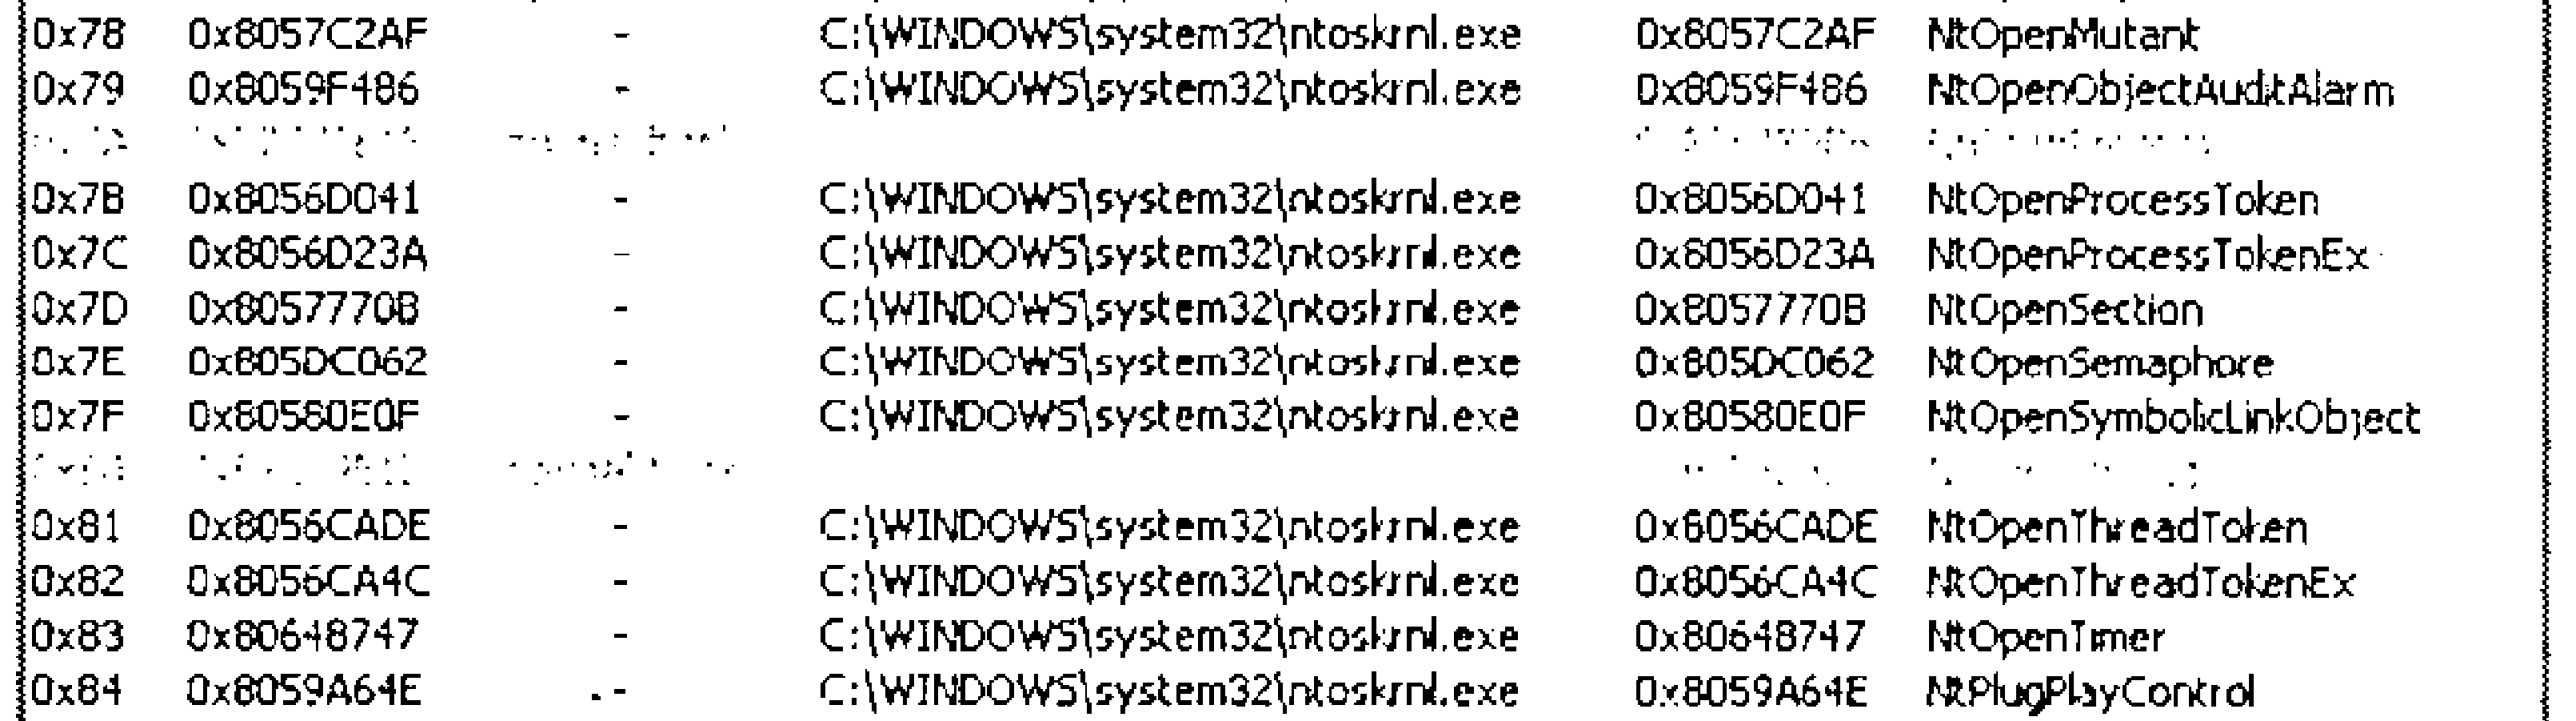 0x78 0x8057C2AF - C:\WINDOWS\system32\ntoskrnl.exe 0x8057C2AF NtOpenMutant
0x79 0x8059F486 - C:\WINDOWS\system32\ntoskrnl.exe 0x8059F486 NtOpenObjectAuditAlarm
0x7B 0x8056D041 - C:\WINDOWS\system32\ntoskrnl.exe 0x8056D041 NtOpenProcessToken
0x7C 0x8056D23A - C:\WINDOWS\system32\ntoskrnl.exe 0x8056D23A NtOpenProcessTokenEx
0x7D 0x8057770B - C:\WINDOWS\system32\ntoskrnl.exe 0x8057770B NtOpenSection
0x7E 0x805DC062 - C:\WINDOWS\system32\ntoskrnl.exe 0x805DC062 NtOpenSemaphore
0x7F 0x80580E0F - C:\WINDOWS\system32\ntoskrnl.exe 0x80580E0F NtOpenSymbolicLinkObject
0x81 0x8056CADE - C:\WINDOWS\system32\ntoskrnl.exe 0x8056CADE NtOpenThreadToken
0x82 0x8056CA4C - C:\WINDOWS\system32\ntoskrnl.exe 0x8056CA4C NtOpenThreadTokenEx
0x83 0x80648747 - C:\WINDOWS\system32\ntoskrnl.exe 0x80648747 NtOpenTimer
0x84 0x8059A64E - C:\WINDOWS\system32\ntoskrnl.exe 0x8059A64E NtPlugPlayControl